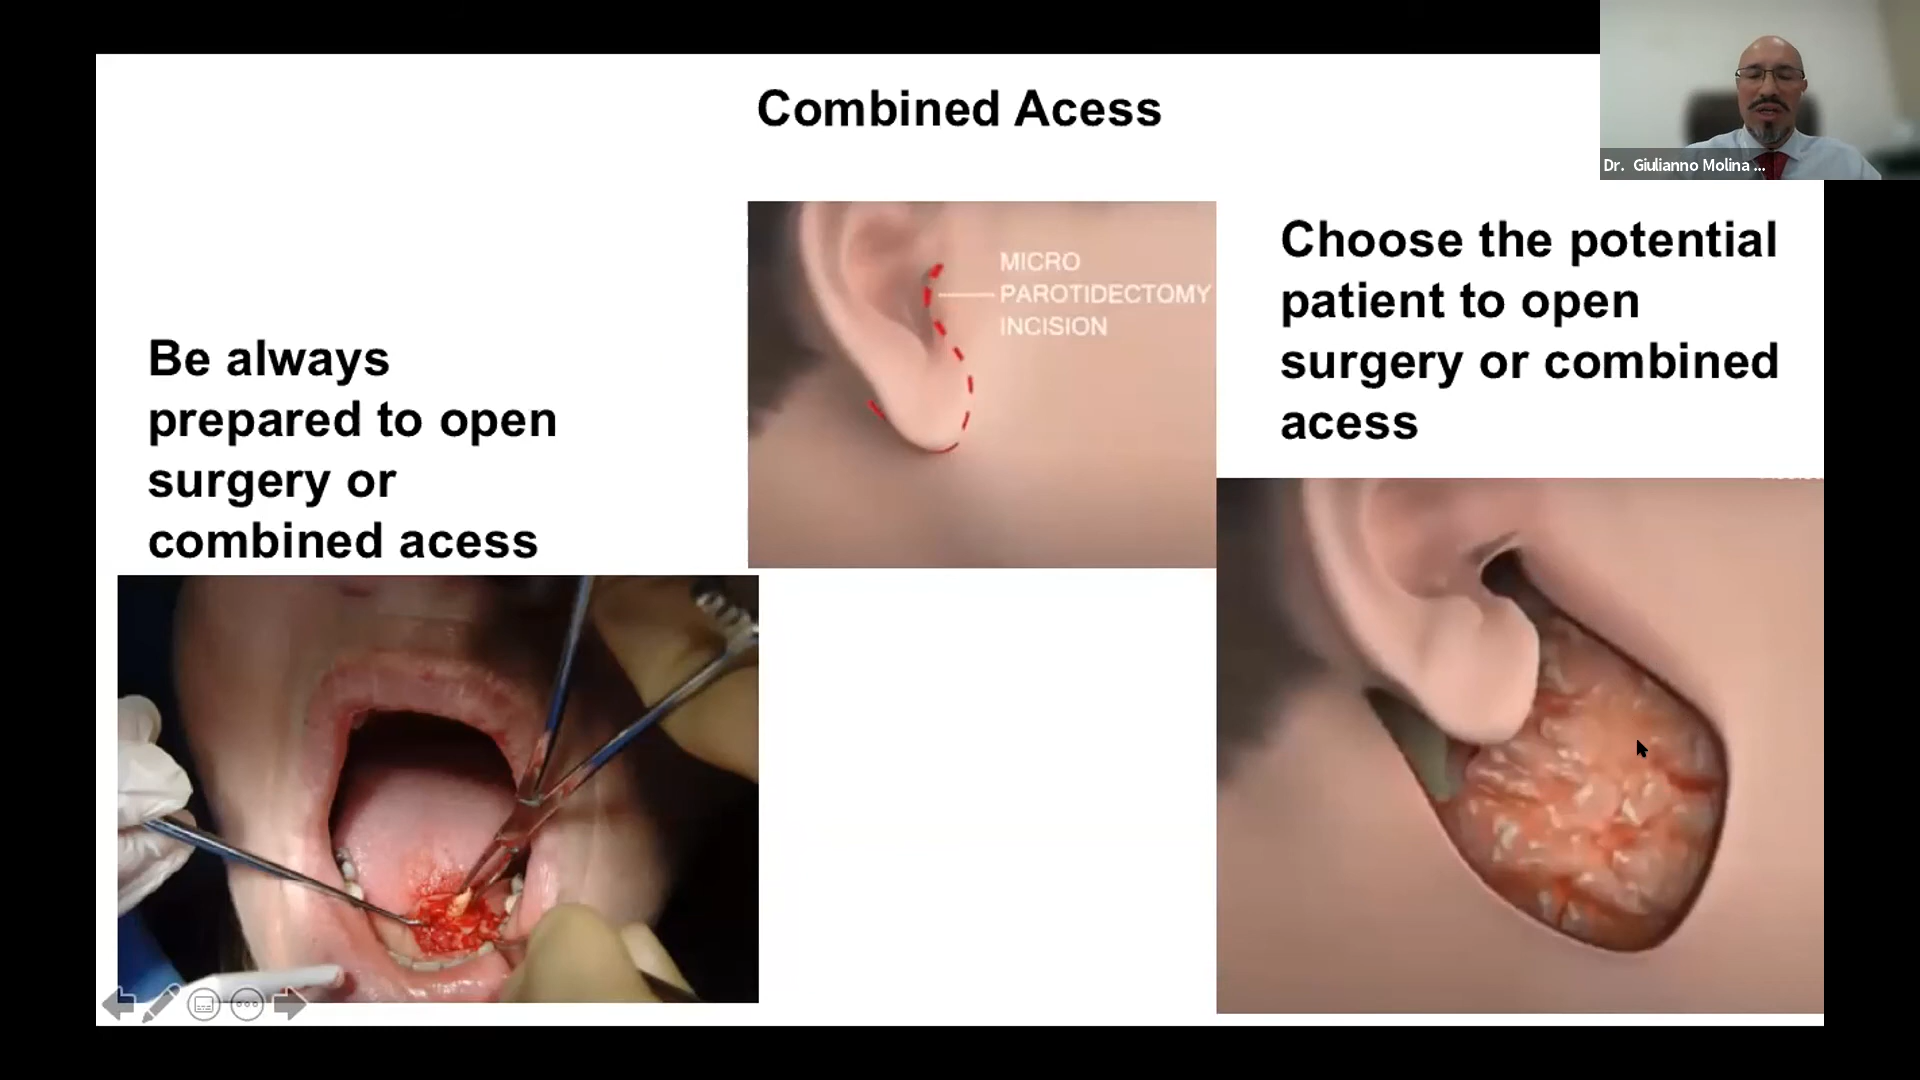 Combined Acess
Dr. Giulianno Molina ...
Be always
prepared to open
surgery or
combined acess
MICRO
PAROTIDECTOMY
INCISION
Choose the potential
patient to open
surgery or combined
acess